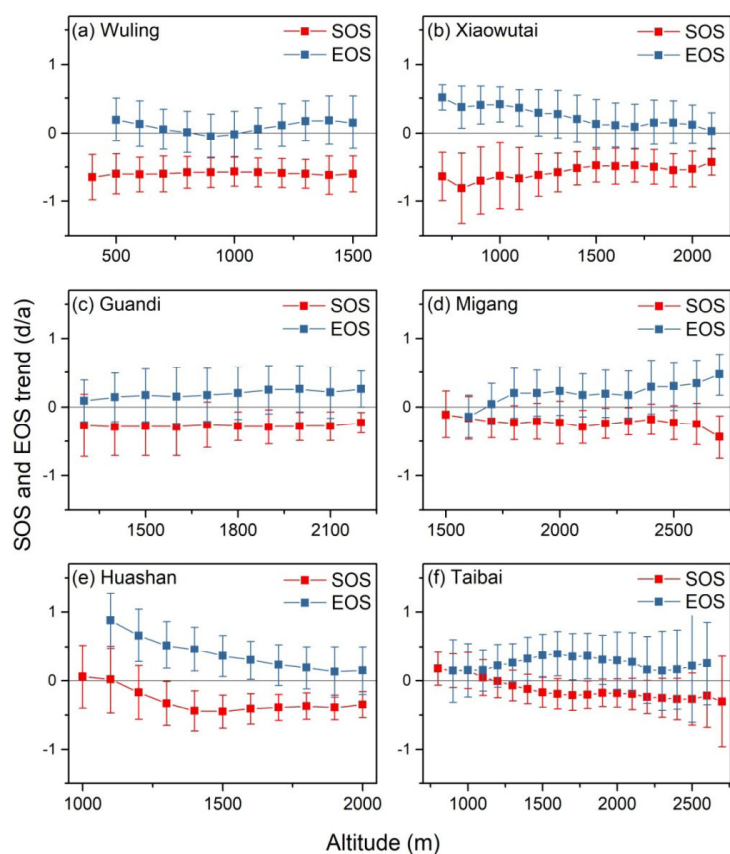 (a) Wuling
SOS
EOS
1
0
-1
500
1000
1500
(b) Xiaowutai
SOS
EOS
1
0
-1
1000
1500
2000
(c) Guandi
SOS
EOS
1
0
-1
1500
1800
2100
(d) Migang
SOS
EOS
1
0
-1
1500
2000
2500
(e) Huashan
SOS
EOS
1
0
-1
1000
1500
2000
(f) Taibai
SOS
EOS
1
0
-1
1000
1500
2000
2500
SOS and EOS trend (d/a)
Altitude (m)